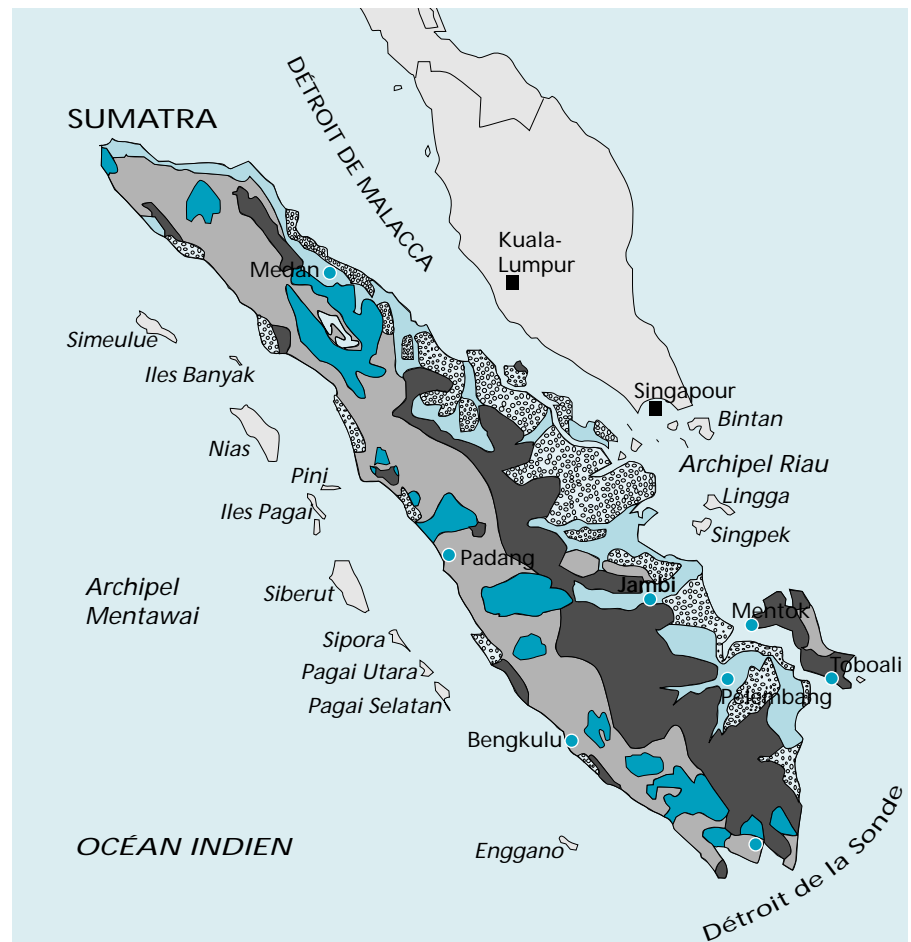 SUMATRA
DÉTROIT DE MALACCA
Kuala-
Lumpur
Medan
Simeulue
Iles Banyak
Singapour
Bintan
Nias
Archipel Riau
Pini
Lingga
Iles Pagai
Singpek
Padang
Archipel
Mentawai
Siberut
Jambi
Mentok
Sipora
Toboali
Pagai Utara
Pelembang
Pagai Selatan
Bengkulu
OCÉAN INDIEN
Enggano
Détroit de la Sonde